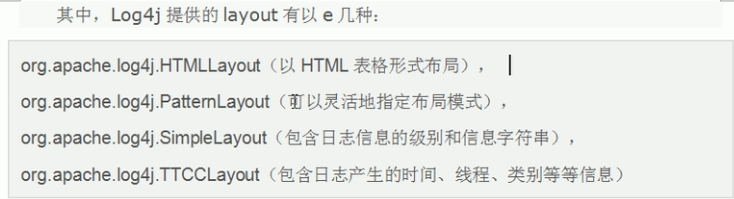 其中，Log4j 提供的 layout 有以 e 几种：
org.apache.log4j.HTMLLayout（以 HTML 表格形式布局），
org.apache.log4j.PatternLayout（可以灵活地指定布局模式），
org.apache.log4j.SimpleLayout（包含日志信息的级别和信息字符串），
org.apache.log4j.TTCCLayout（包含日志产生的时间、线程、类别等等信息）